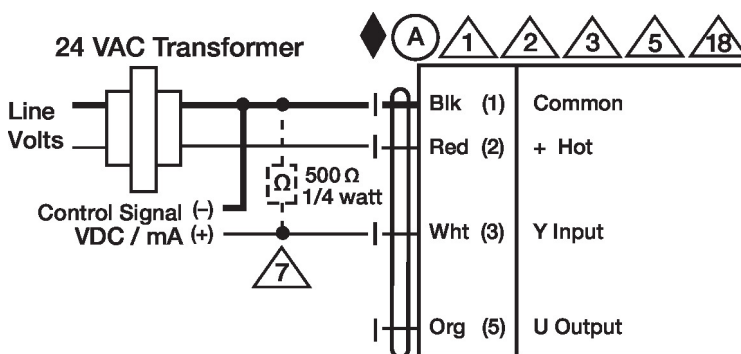 24 VAC Transformer
A 1 2 3 5 18
Line
Volts
Blk (1) Common
Red (2) + Hot
Ω 500 Ω
1/4 watt
Control Signal (–)
VDC / mA (+)
Wht (3) Y Input
7
Org (5) U Output